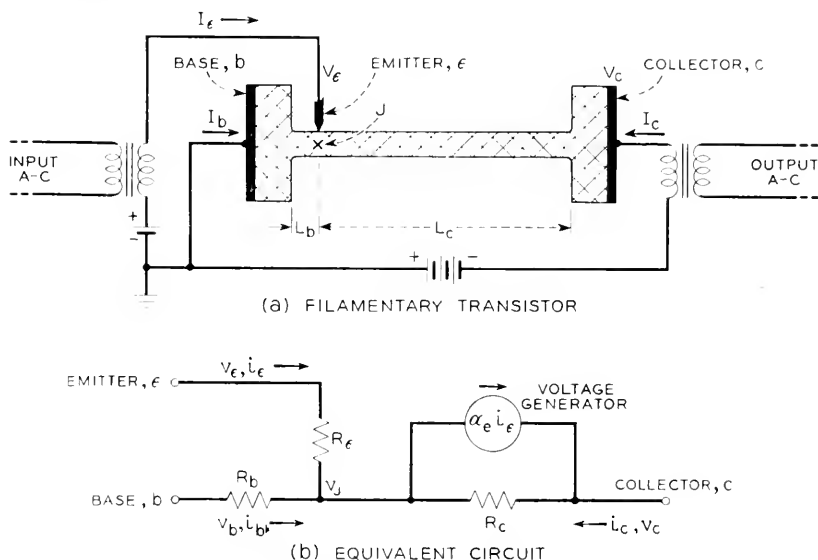 I_ε
BASE, b
V_ε
EMITTER, ε
V_c
COLLECTOR, C
I_b
J
I_c
INPUT
A-C
OUTPUT
A-C
+
-
L_b
L_c
+
-
(a) FILAMENTARY TRANSISTOR
v_ε, i_ε
EMITTER, ε
VOLTAGE
GENERATOR
α_e i_ε
R_ε
R_b
V_J
BASE, b
COLLECTOR, C
v_b, i_b
R_c
i_c, v_c
(b) EQUIVALENT CIRCUIT